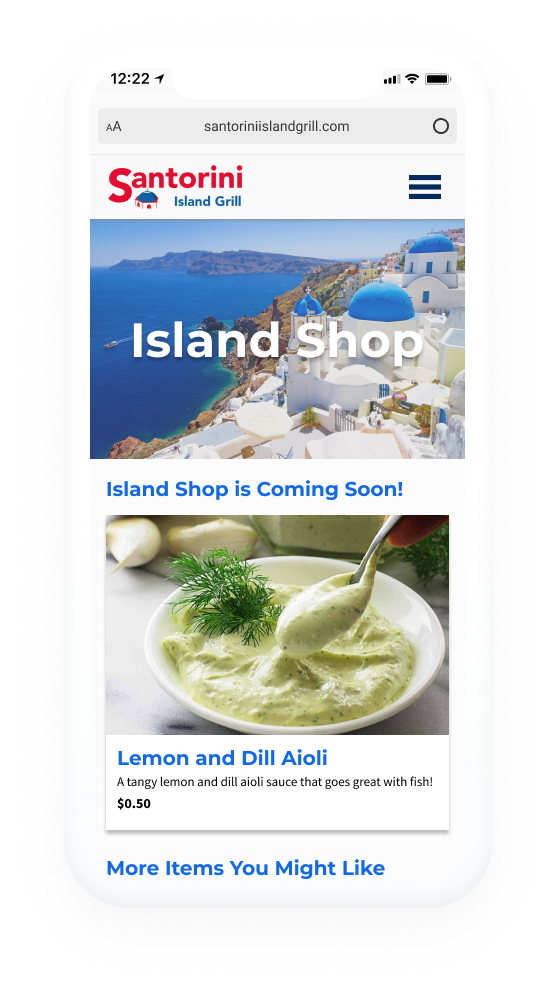 12:22
AA santoriniislandgrill.com
Santorini
Island Grill
Island Shop
Island Shop is Coming Soon!
Lemon and Dill Aioli
A tangy lemon and dill aioli sauce that goes great with fish!
$0.50
More Items You Might Like